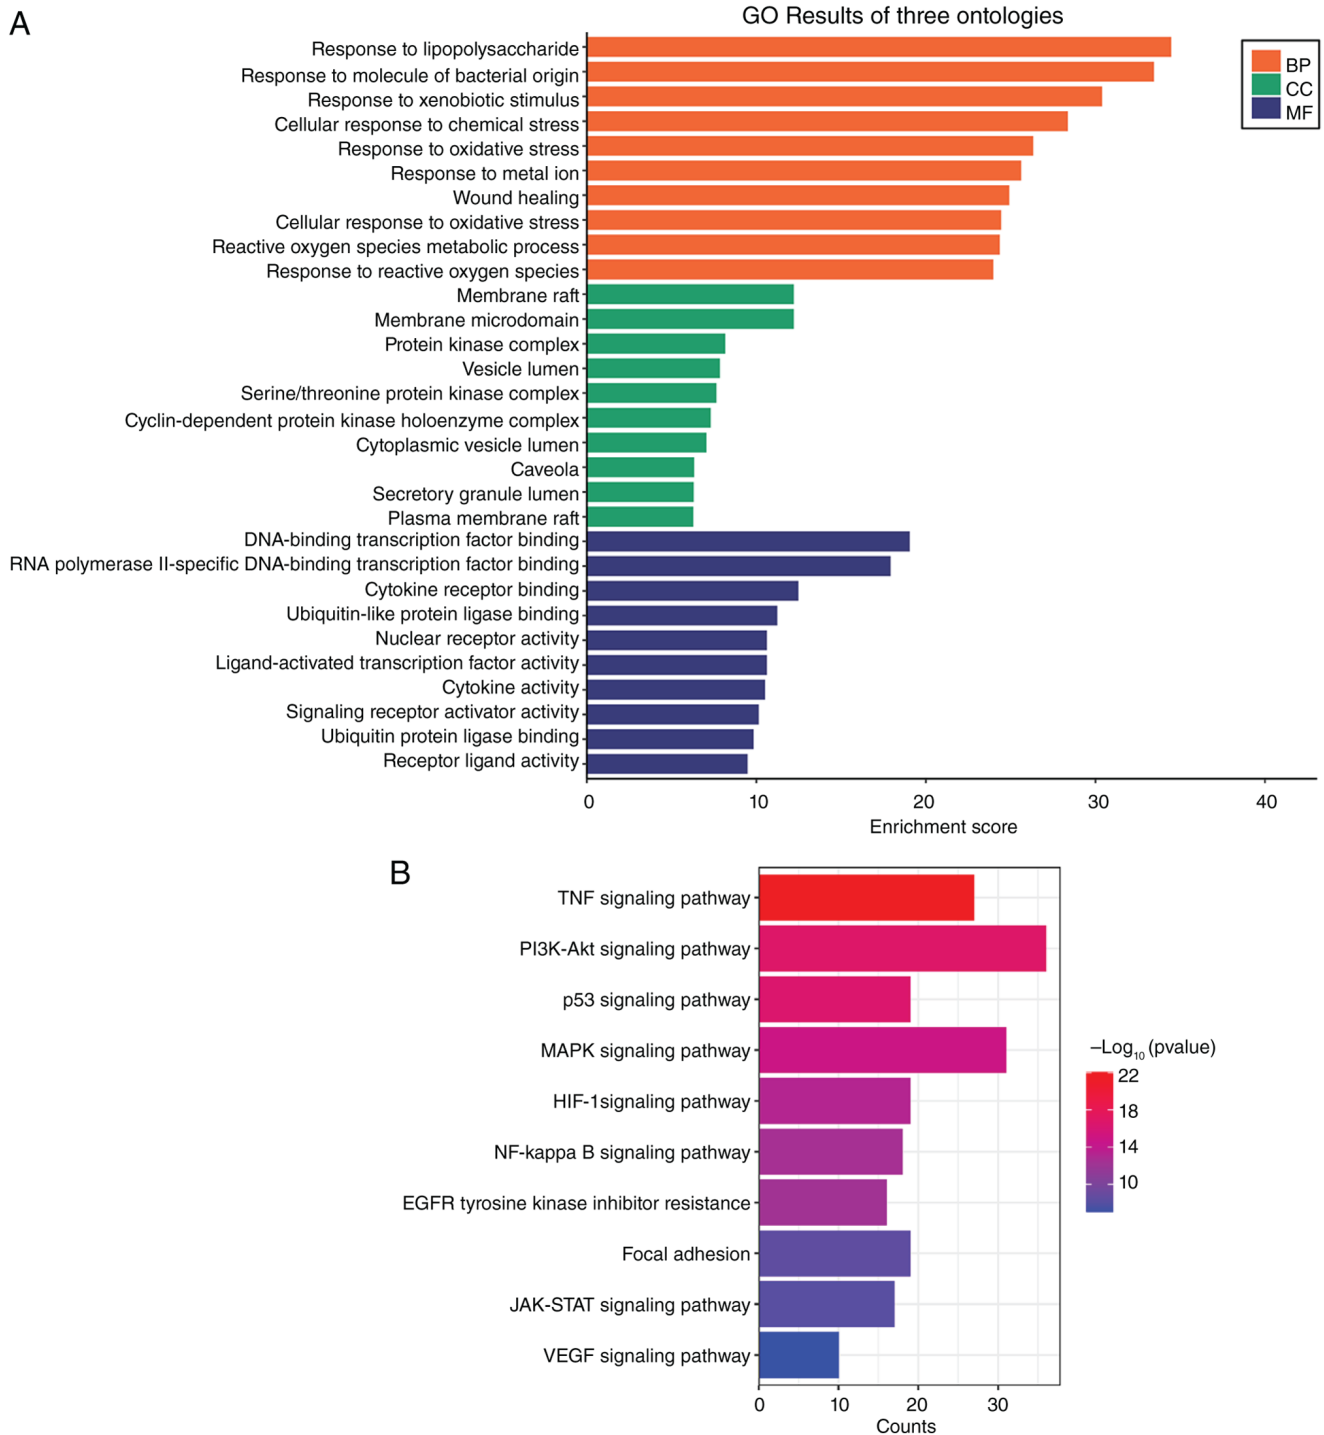 A
GO Results of three ontologies
Response to lipopolysaccharide
Response to molecule of bacterial origin
Response to xenobiotic stimulus
Cellular response to chemical stress
Response to oxidative stress
Response to metal ion
Wound healing
Cellular response to oxidative stress
Reactive oxygen species metabolic process
Response to reactive oxygen species
Membrane raft
Membrane microdomain
Protein kinase complex
Vesicle lumen
Serine/threonine protein kinase complex
Cyclin-dependent protein kinase holoenzyme complex
Cytoplasmic vesicle lumen
Caveola
Secretory granule lumen
Plasma membrane raft
DNA-binding transcription factor binding
RNA polymerase II-specific DNA-binding transcription factor binding
Cytokine receptor binding
Ubiquitin-like protein ligase binding
Nuclear receptor activity
Ligand-activated transcription factor activity
Cytokine activity
Signaling receptor activator activity
Ubiquitin protein ligase binding
Receptor ligand activity
BP
CC
MF
0 10 20 30 40
Enrichment score
B
TNF signaling pathway
PI3K-Akt signaling pathway
p53 signaling pathway
MAPK signaling pathway
HIF-1signaling pathway
NF-kappa B signaling pathway
EGFR tyrosine kinase inhibitor resistance
Focal adhesion
JAK-STAT signaling pathway
VEGF signaling pathway
0 10 20 30
Counts
–Log10 (pvalue)
22
18
14
10